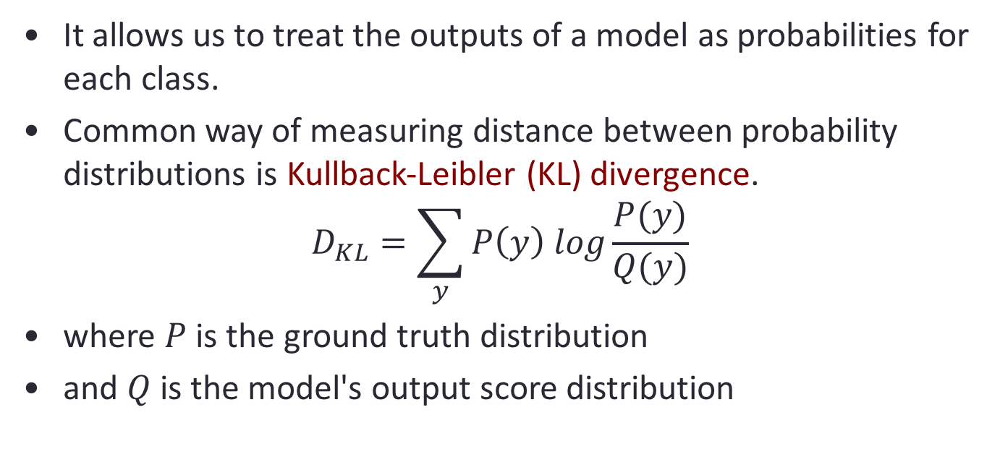 • It allows us to treat the outputs of a model as probabilities for
each class.
• Common way of measuring distance between probability
distributions is Kullback-Leibler (KL) divergence.
D_{KL} = \sum_{y} P(y) log \frac{P(y)}{Q(y)}
• where P is the ground truth distribution
• and Q is the model's output score distribution